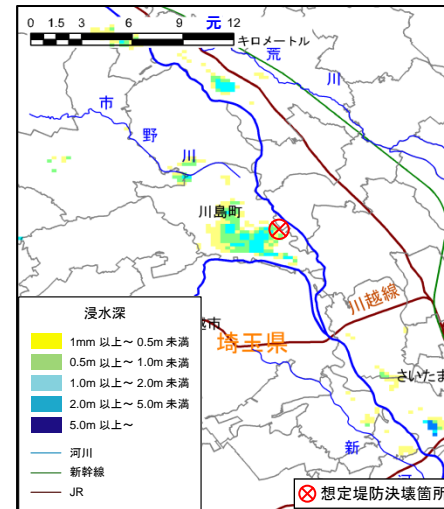 0 1.5 3 6 9 12
キロメートル
元
荒
川
市
野
川
川島町
川越線
越市
埼玉県
さいたま
新
浸水深
1mm 以上～ 0.5m 未満
0.5m 以上～ 1.0m 未満
1.0m 以上～ 2.0m 未満
2.0m 以上～ 5.0m 未満
5.0m 以上～
河川
新幹線
JR
想定堤防決壊箇所